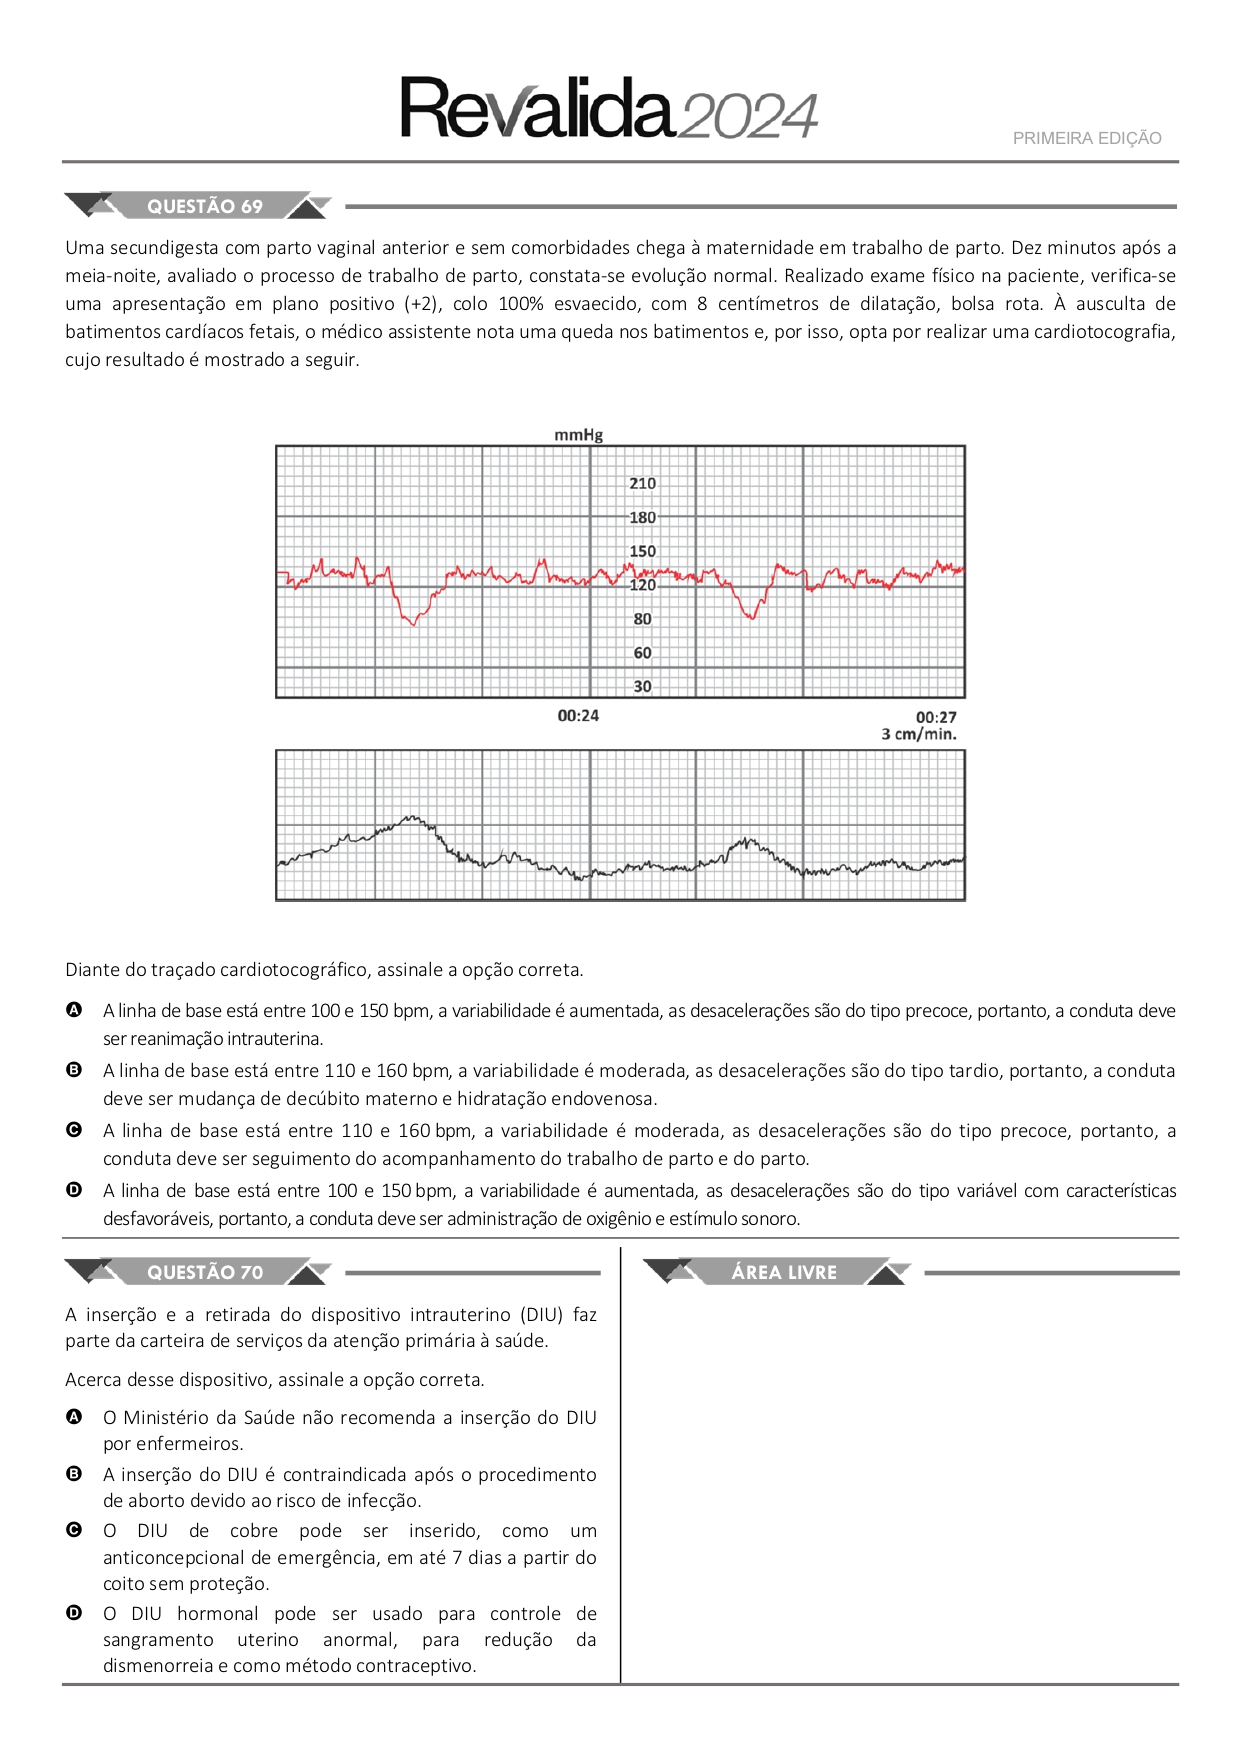 Revalida2024
PRIMEIRA EDIÇÃO
QUESTÃO 69
Uma secundigesta com parto vaginal anterior e sem comorbidades chega à maternidade em trabalho de parto. Dez minutos após a
meia-noite, avaliado o processo de trabalho de parto, constata-se evolução normal. Realizado exame físico na paciente, verifica-se
uma apresentação em plano positivo (+2), colo 100% esvaecido, com 8 centímetros de dilatação, bolsa rota. À ausculta de
batimentos cardíacos fetais, o médico assistente nota uma queda nos batimentos e, por isso, opta por realizar uma cardiotocografia,
cujo resultado é mostrado a seguir.
mmHg
210
180
150
120
80
60
30
00:24
00:27
3 cm/min.
Diante do traçado cardiotocográfico, assinale a opção correta.
A A linha de base está entre 100 e 150 bpm, a variabilidade é aumentada, as desacelerações são do tipo precoce, portanto, a conduta deve
ser reanimação intrauterina.
B A linha de base está entre 110 e 160 bpm, a variabilidade é moderada, as desacelerações são do tipo tardio, portanto, a conduta
deve ser mudança de decúbito materno e hidratação endovenosa.
C A linha de base está entre 110 e 160 bpm, a variabilidade é moderada, as desacelerações são do tipo precoce, portanto, a
conduta deve ser seguimento do acompanhamento do trabalho de parto e do parto.
D A linha de base está entre 100 e 150 bpm, a variabilidade é aumentada, as desacelerações são do tipo variável com características
desfavoráveis, portanto, a conduta deve ser administração de oxigênio e estímulo sonoro.
QUESTÃO 70
A inserção e a retirada do dispositivo intrauterino (DIU) faz
parte da carteira de serviços da atenção primária à saúde.
Acerca desse dispositivo, assinale a opção correta.
A O Ministério da Saúde não recomenda a inserção do DIU
por enfermeiros.
B A inserção do DIU é contraindicada após o procedimento
de aborto devido ao risco de infecção.
C O DIU de cobre pode ser inserido, como um
anticoncepcional de emergência, em até 7 dias a partir do
coito sem proteção.
D O DIU hormonal pode ser usado para controle de
sangramento uterino anormal, para redução da
dismenorreia e como método contraceptivo.
ÁREA LIVRE